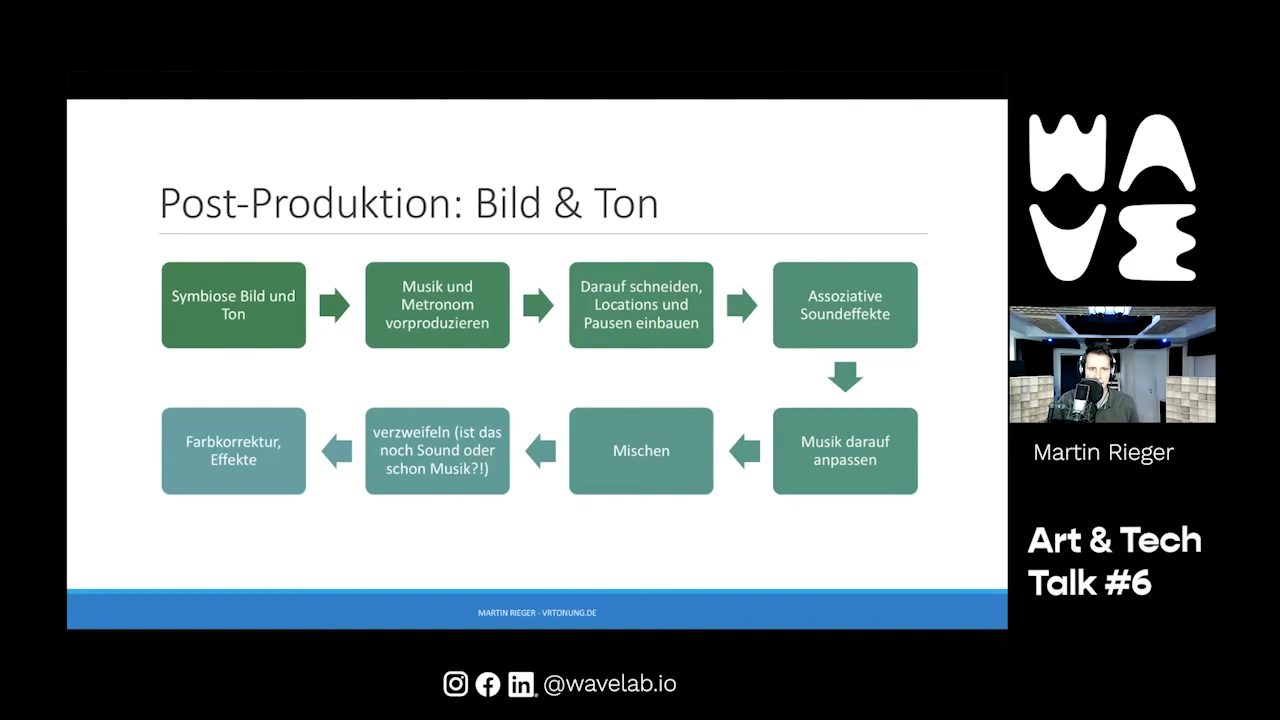 Post-Produktion: Bild & Ton
Symbiose Bild und
Ton
Musik und
Metronom
vorproduzieren
Darauf schneiden,
Locations und
Pausen einbauen
Assoziative
Soundeffekte
Musik darauf
anpassen
Mischen
verzweifeln (ist das
noch Sound oder
schon Musik?!)
Farbkorrektur,
Effekte
MARTIN RIEGER - VRTONUNG.DE
WA
VE
Martin Rieger
Art & Tech
Talk #6
@wavelab.io